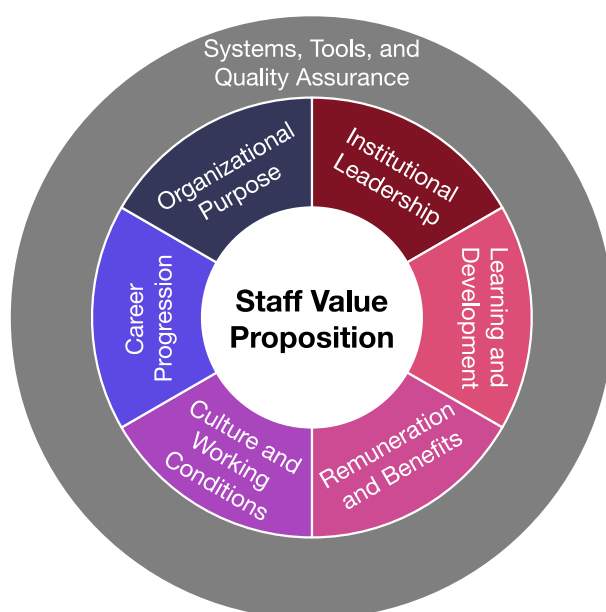 Systems, Tools, and
Quality Assurance
Organizational
Purpose
Institutional
Leadership
Learning and
Development
Remuneration
and Benefits
Culture and
Working
Conditions
Career
Progression
Staff Value
Proposition